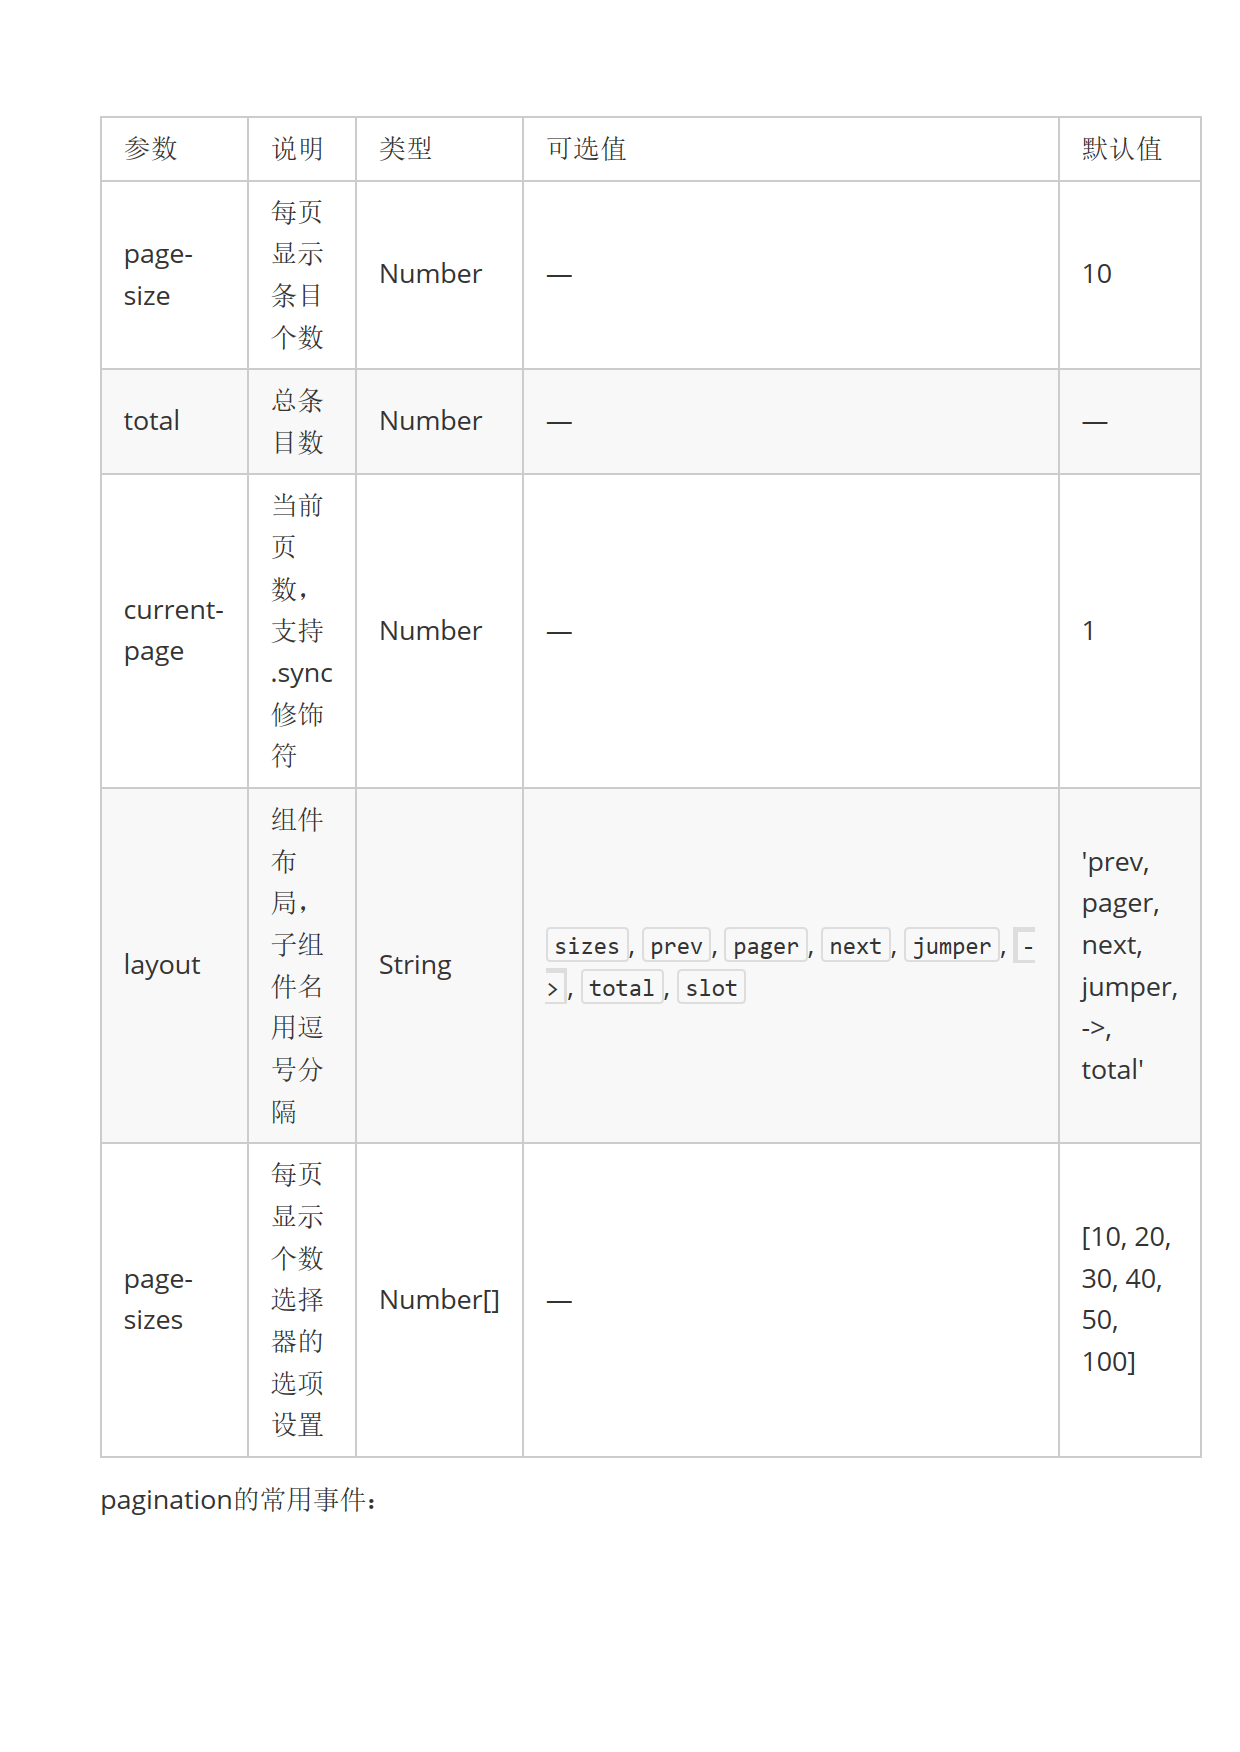 参数 说明 类型 可选值 默认值
page-
size
每页
显示
条目
个数
Number
—
10
total
总条
目数
Number
—
—
current-
page
当前
页
数，
支持
.sync
修饰
符
Number
—
1
layout
组件
布
局，
子组
件名
用逗
号分
隔
String
sizes, prev, pager, next, jumper, -
>, total, slot
'prev,
pager,
next,
jumper,
->,
total'
page-
sizes
每页
显示
个数
选择
器的
选项
设置
Number[]
—
[10, 20,
30, 40,
50,
100]
pagination的常用事件：